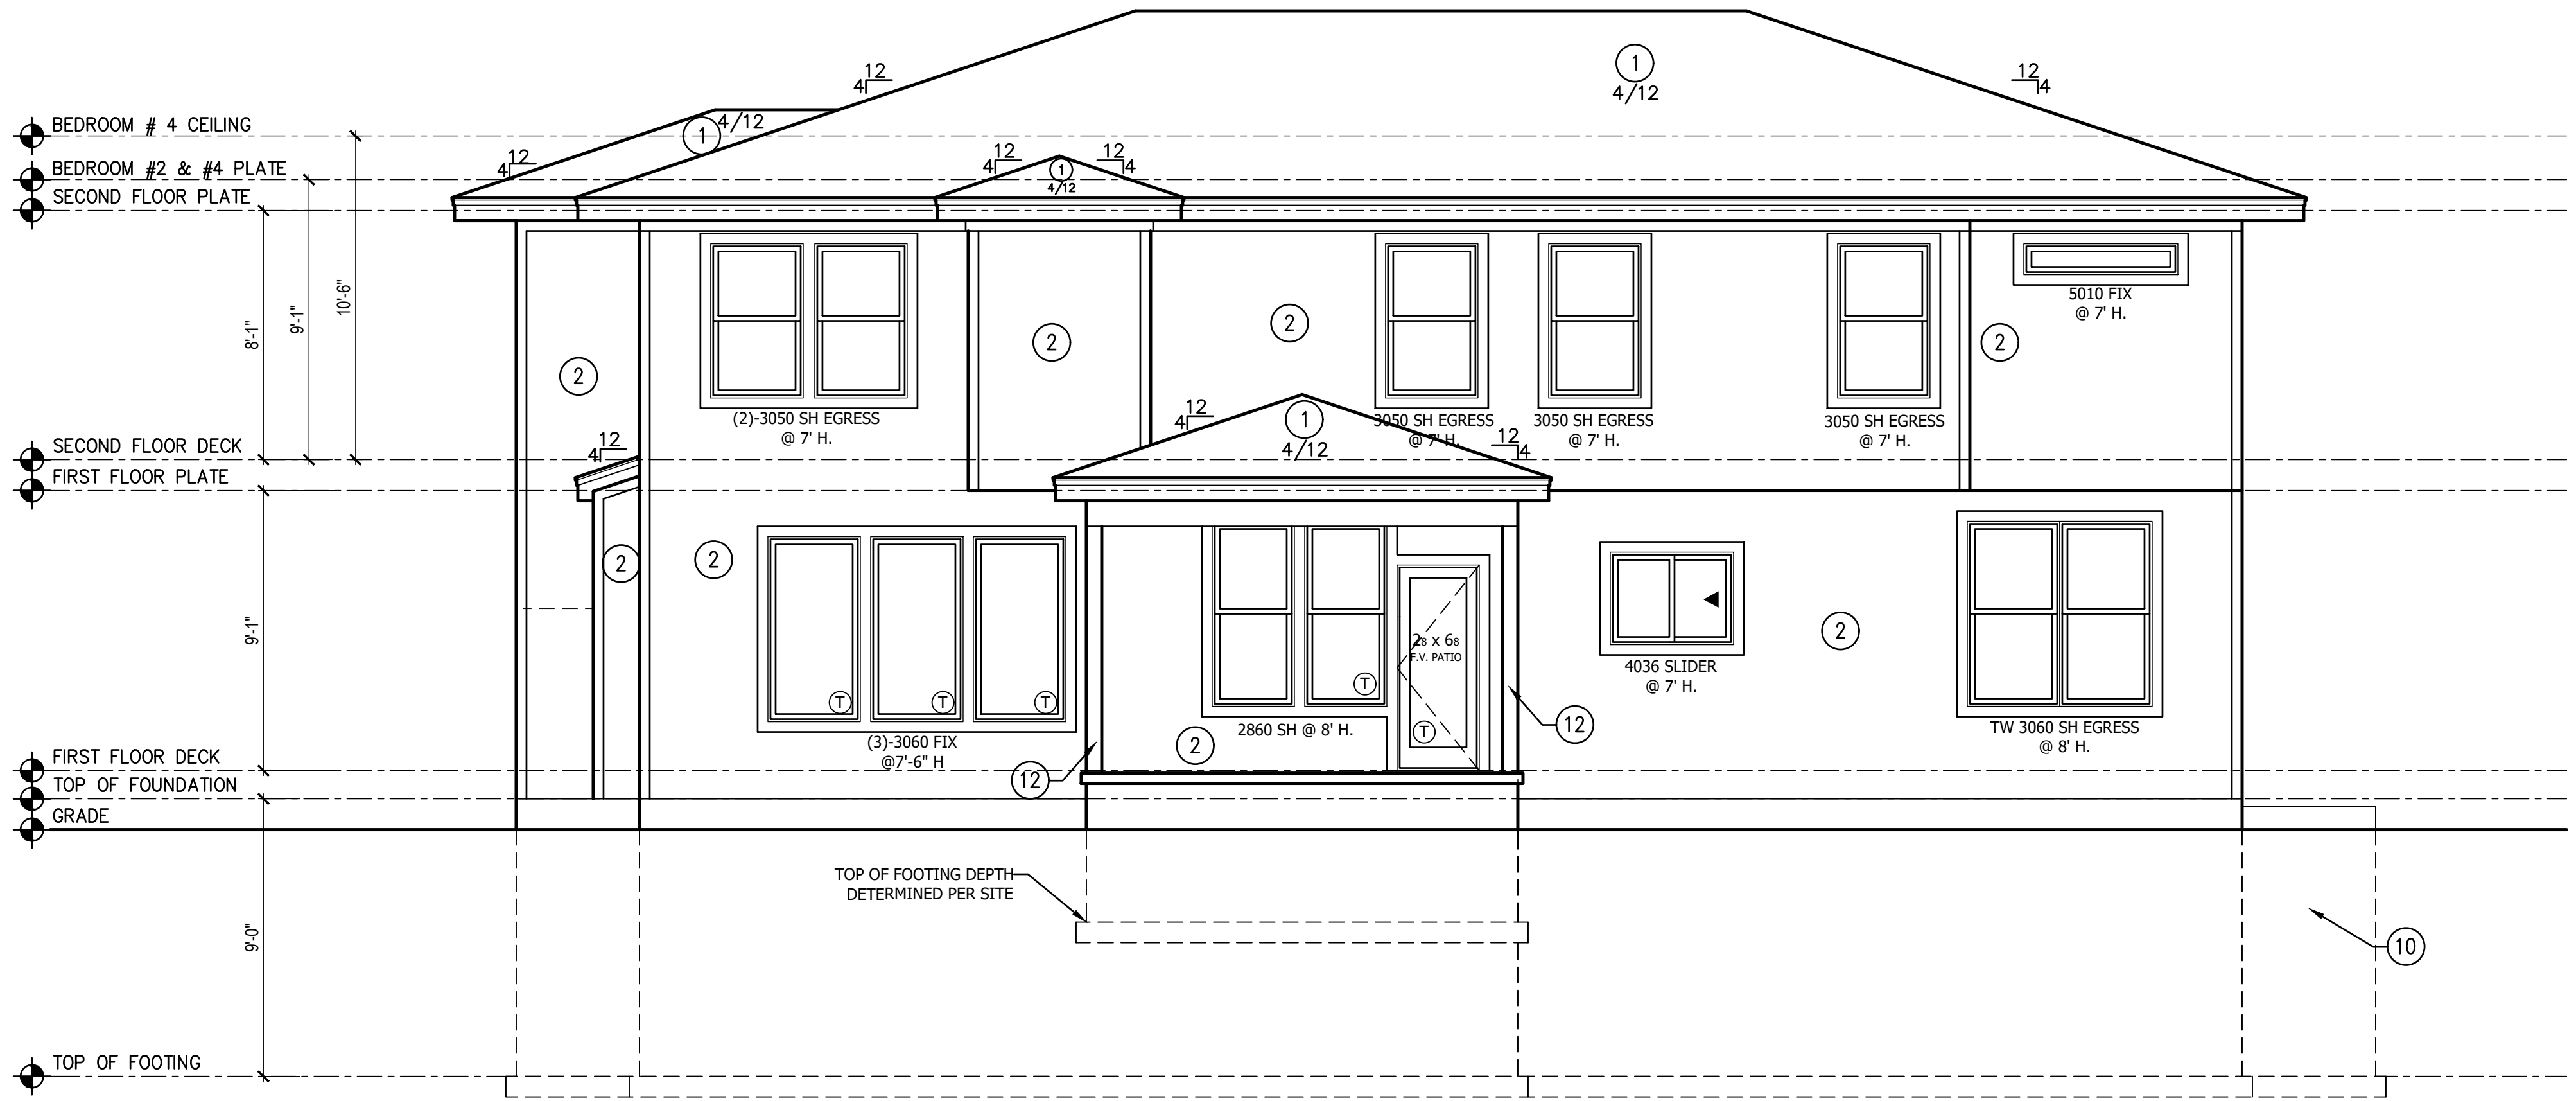 12
4
1
4/12
12
4
BEDROOM # 4 CEILING
1
4/12
BEDROOM #2 & #4 PLATE
12
4
12
4
12
4
1
4/12
SECOND FLOOR PLATE
8'-1"
9'-1"
10'-6"
2
(2)-3050 SH EGRESS
@ 7' H.
2
2
3050 SH EGRESS
@ 7' H.
3050 SH EGRESS
@ 7' H.
3050 SH EGRESS
@ 7' H.
2
5010 FIX
@ 7' H.
12
4
1
4/12
12
4
SECOND FLOOR DECK
12
4
FIRST FLOOR PLATE
9'-1"
2
2
T
T
T
(3)-3060 FIX
@7'-6" H
2860 SH @ 8' H.
T
28 x 68
F.V. PATIO
T
2
12
12
4036 SLIDER
@ 7' H.
2
TW 3060 SH EGRESS
@ 8' H.
FIRST FLOOR DECK
TOP OF FOUNDATION
GRADE
TOP OF FOOTING DEPTH
DETERMINED PER SITE
9'-0"
10
TOP OF FOOTING